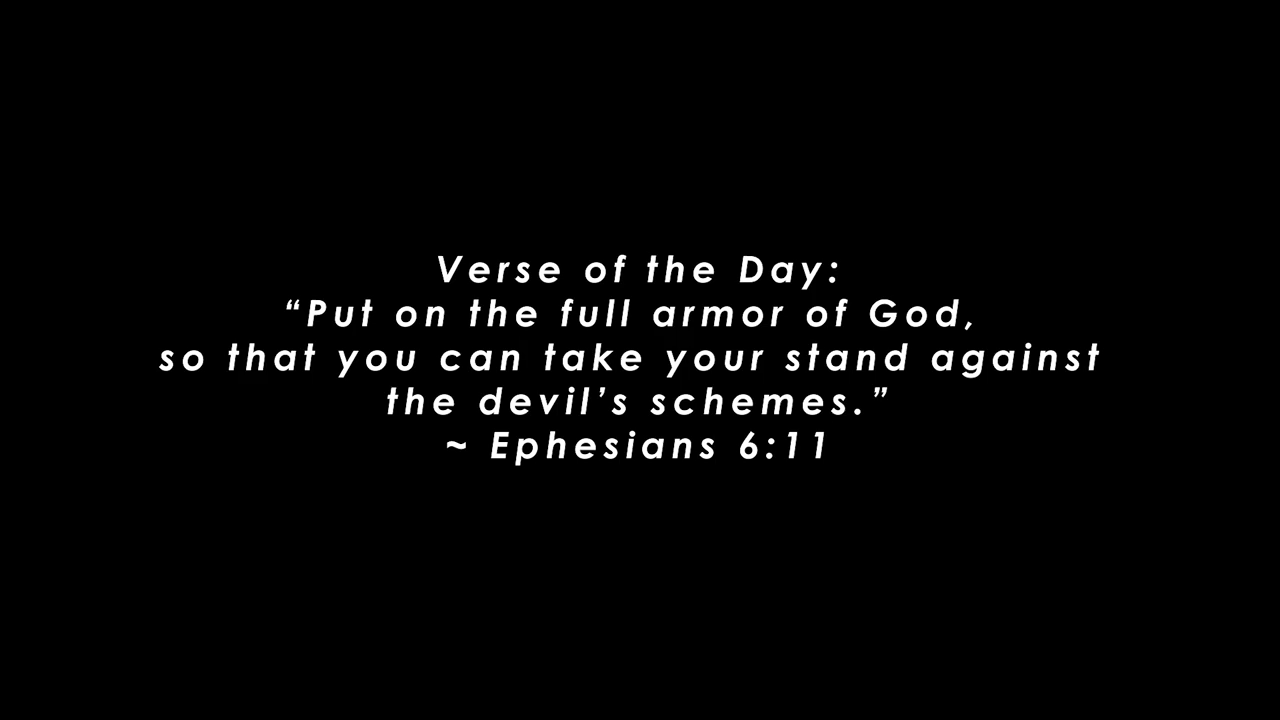 Verse of the Day:
“Put on the full armor of God,
so that you can take your stand against
the devil’s schemes.”
~ Ephesians 6:11